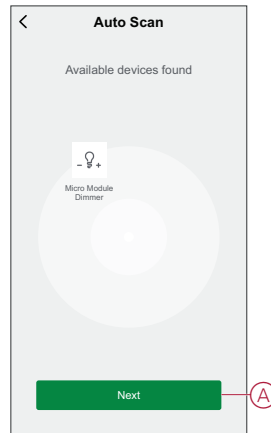 Auto Scan
Available devices found
Micro Module
Dimmer
Next
A